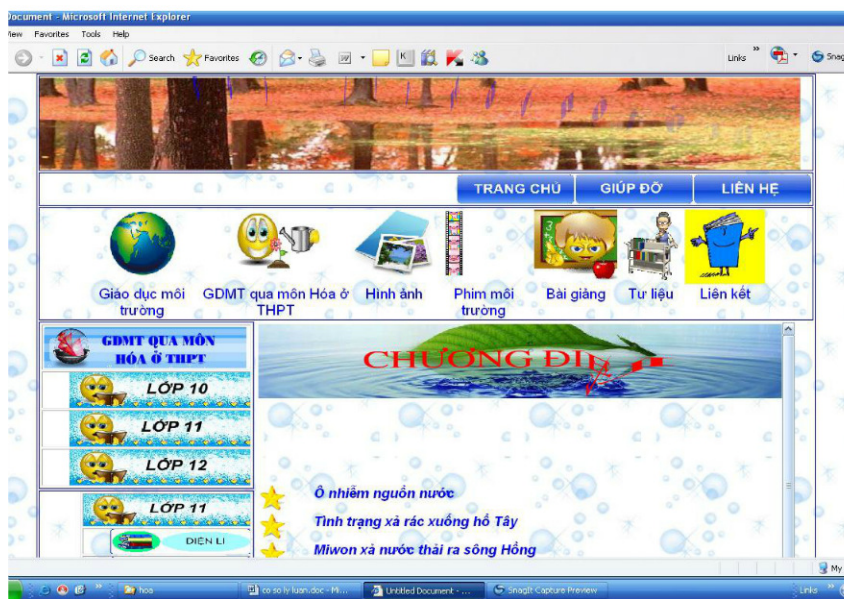 Document - Microsoft Internet Explorer
View Favorites Tools Help
Search Favorites Links Snag
TRANG CHỦ GIÚP ĐỠ LIÊN HỆ
Giáo dục môi trường
GDMT qua môn Hóa ở THPT
Hình ảnh
Phim môi trường
Bài giảng
Tư liệu
Liên kết
GDMT QUA MÔN
HÓA Ở THPT
LỚP 10
LỚP 11
LỚP 12
LỚP 11
ĐIỆN LI
CHƯƠNG
Ô nhiễm nguồn nước
Tình trạng xả rác xuống hồ Tây
Miwon xả nước thải ra sông Hồng
My
hoa co so ly luan.doc - Mi... Untitled Document - ... SnagIt Capture Preview Links